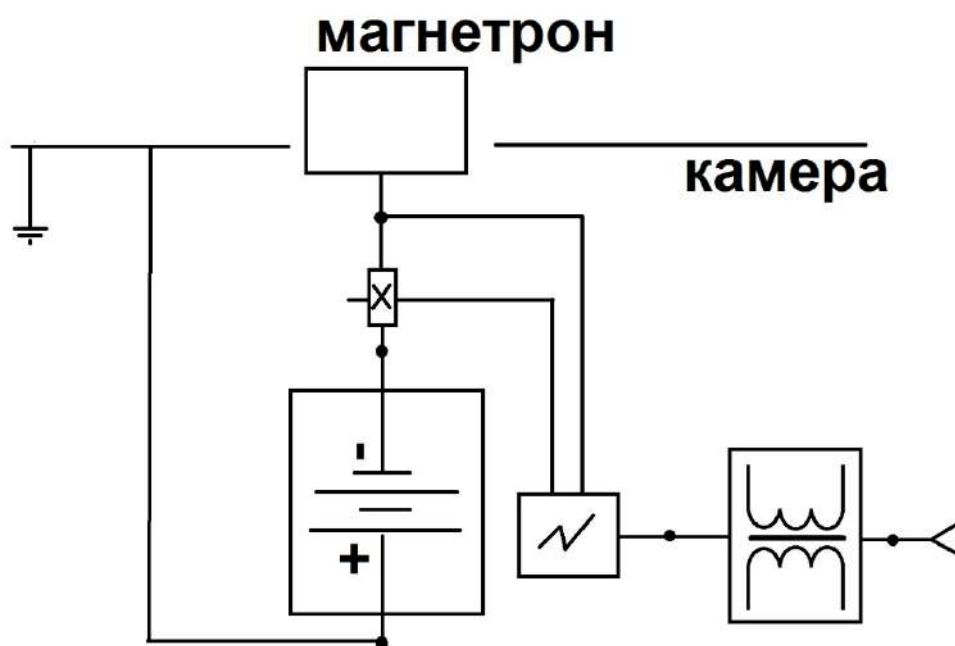 магнетрон
камера
-
+